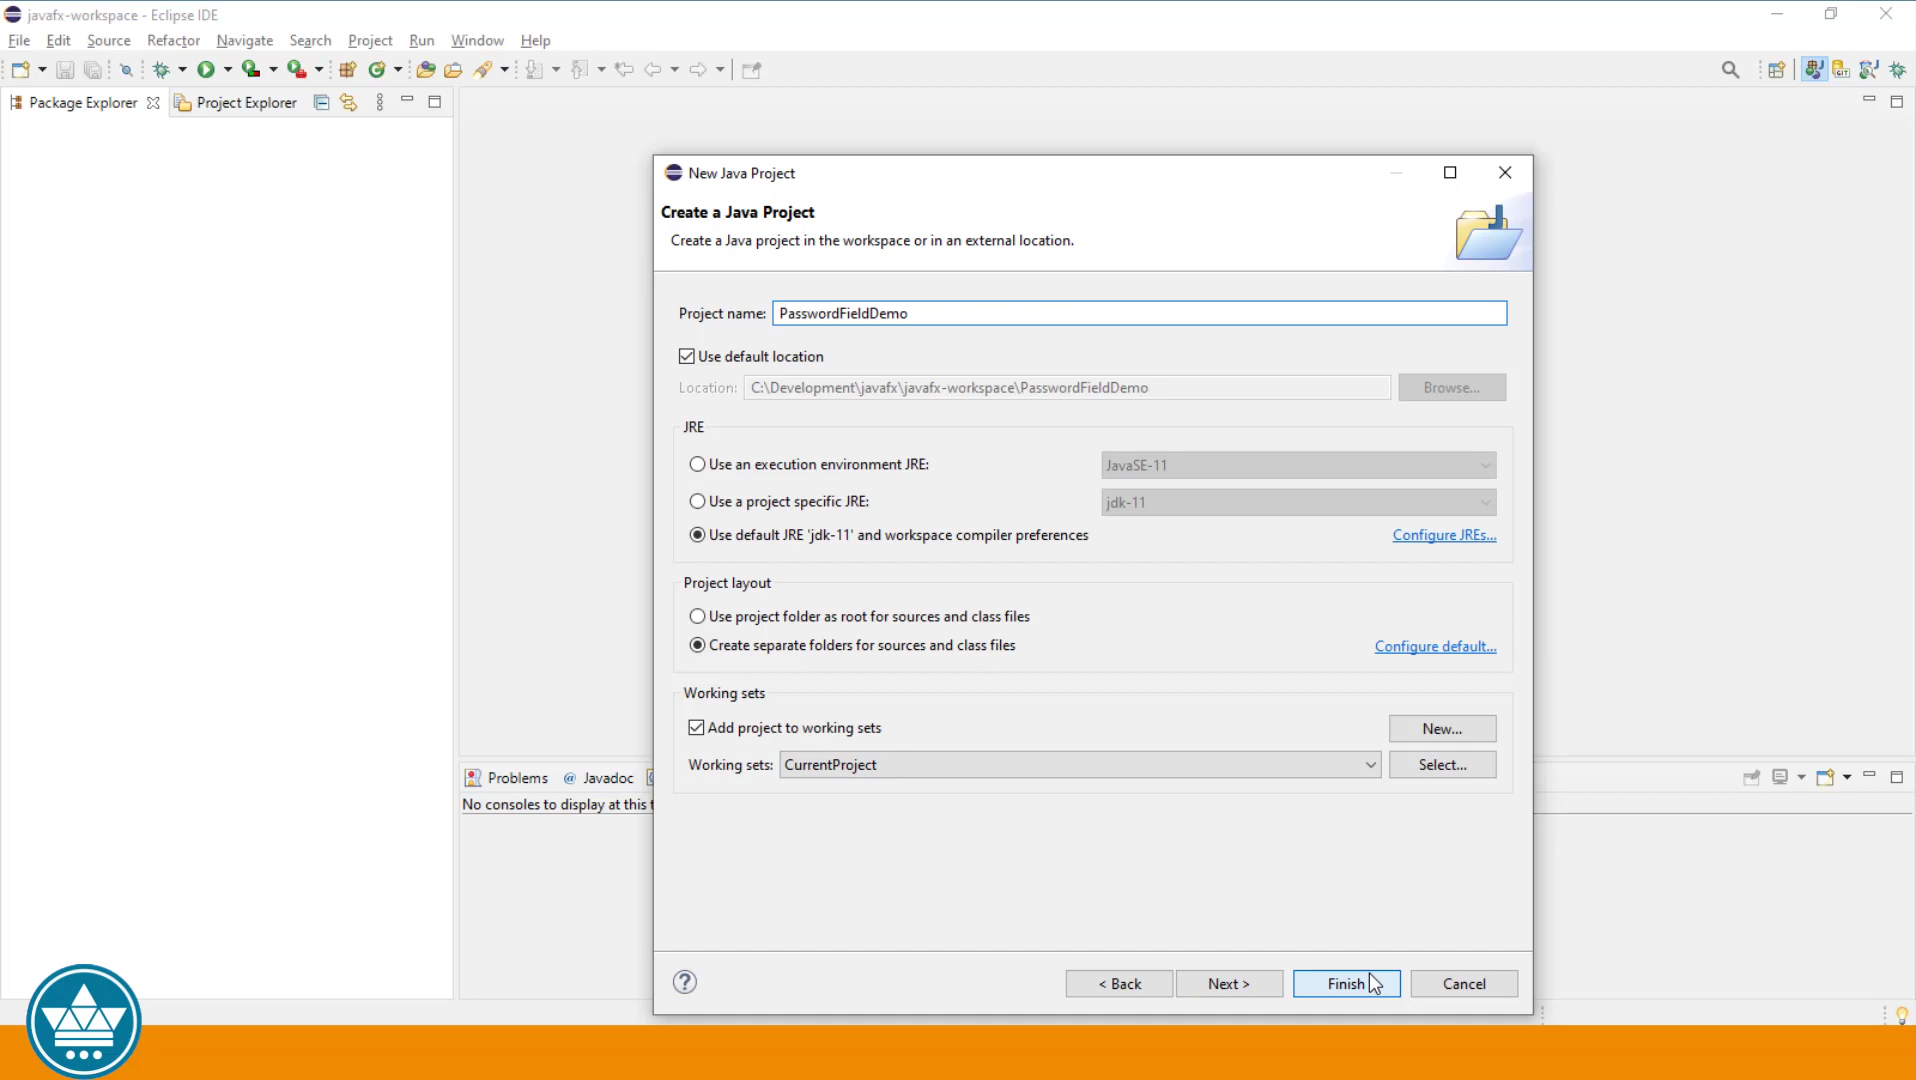 javafx-workspace - Eclipse IDE
File Edit Source Refactor Navigate Search Project Run Window Help
Package Explorer Project Explorer
New Java Project
Create a Java Project
Create a Java project in the workspace or in an external location.
Project name: PasswordFieldDemo
Use default location
Location: C:\Development\javafx\javafx-workspace\PasswordFieldDemo Browse...
JRE
Use an execution environment JRE: JavaSE-11
Use a project specific JRE: jdk-11
Use default JRE 'jdk-11' and workspace compiler preferences Configure JREs...
Project layout
Use project folder as root for sources and class files
Create separate folders for sources and class files Configure default...
Working sets
Add project to working sets New...
Working sets: CurrentProject Select...
Problems @ Javadoc
No consoles to display at this t
< Back Next > Finish Cancel